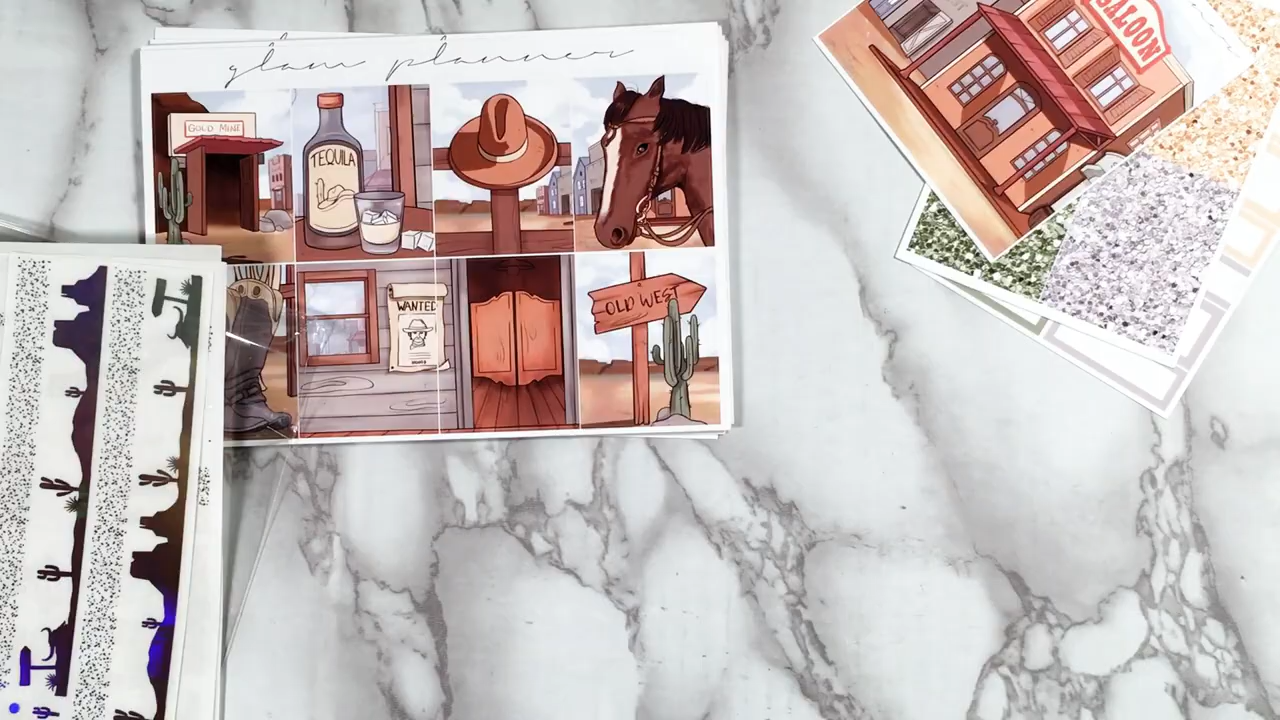 glam planner
GOLD MINE
TEQUILA
WANTED
OLD WEST
SALOON